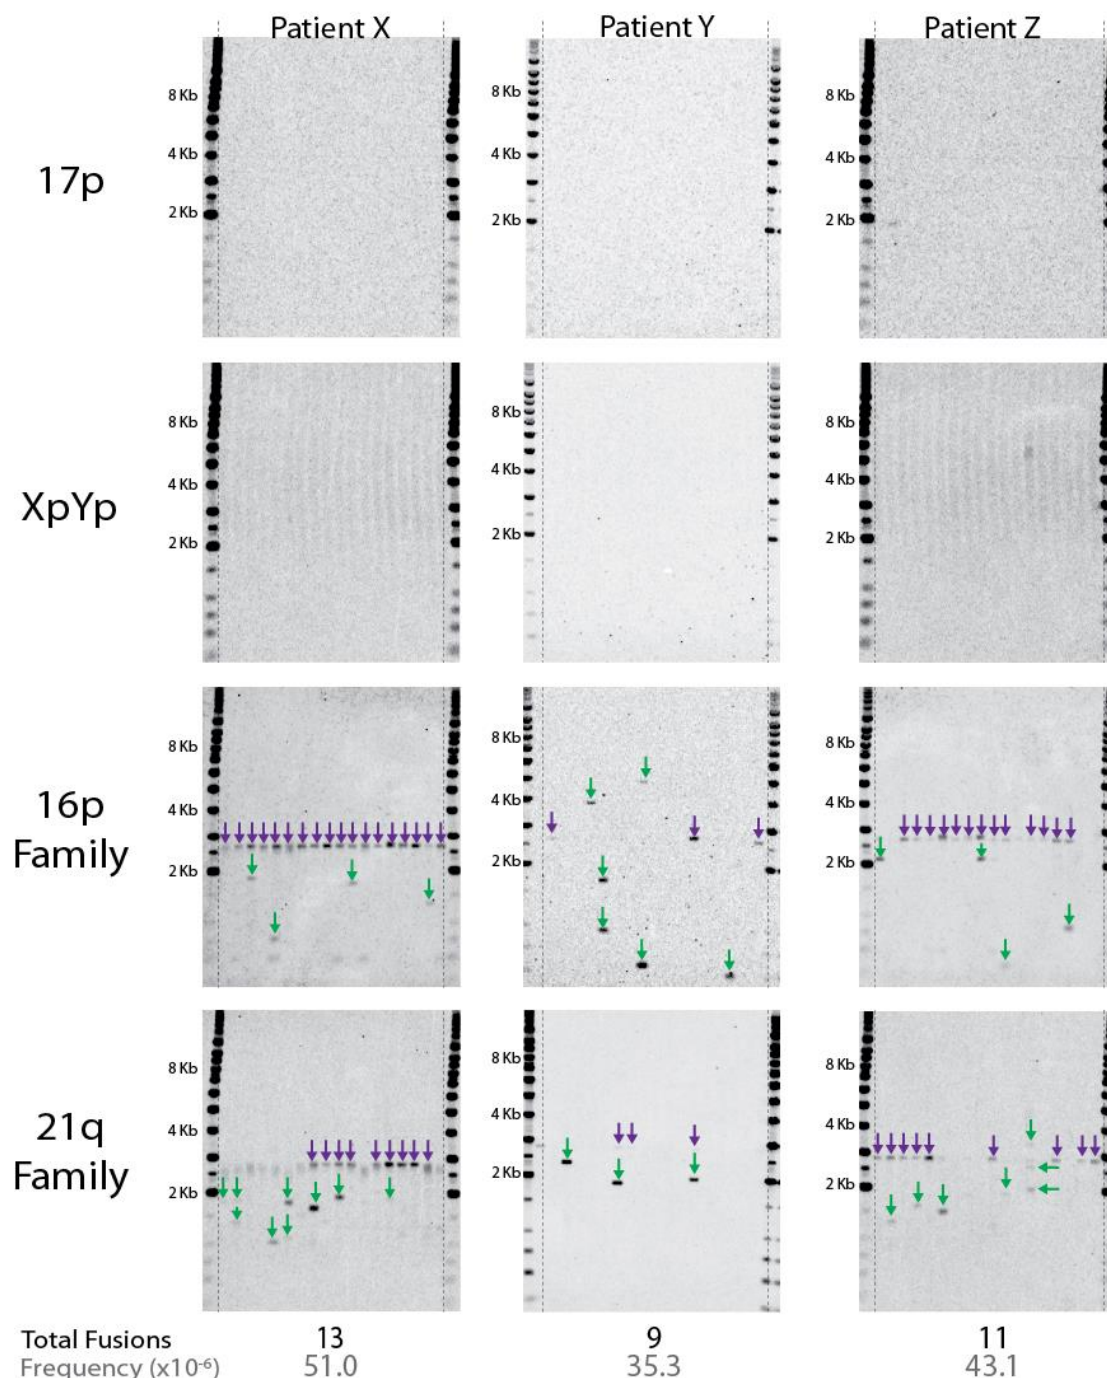 Patient X Patient Y Patient Z
17p
8 Kb 8 Kb 8 Kb
4 Kb 4 Kb 4 Kb
2 Kb 2 Kb 2 Kb
XpYp
8 Kb 8 Kb 8 Kb
4 Kb 4 Kb 4 Kb
2 Kb 2 Kb 2 Kb
16p
Family
8 Kb 8 Kb 8 Kb
4 Kb 4 Kb 4 Kb
2 Kb 2 Kb 2 Kb
21q
Family
8 Kb 8 Kb 8 Kb
4 Kb 4 Kb 4 Kb
2 Kb 2 Kb 2 Kb
Total Fusions 13 9 11
Frequency (x10⁻⁶) 51.0 35.3 43.1